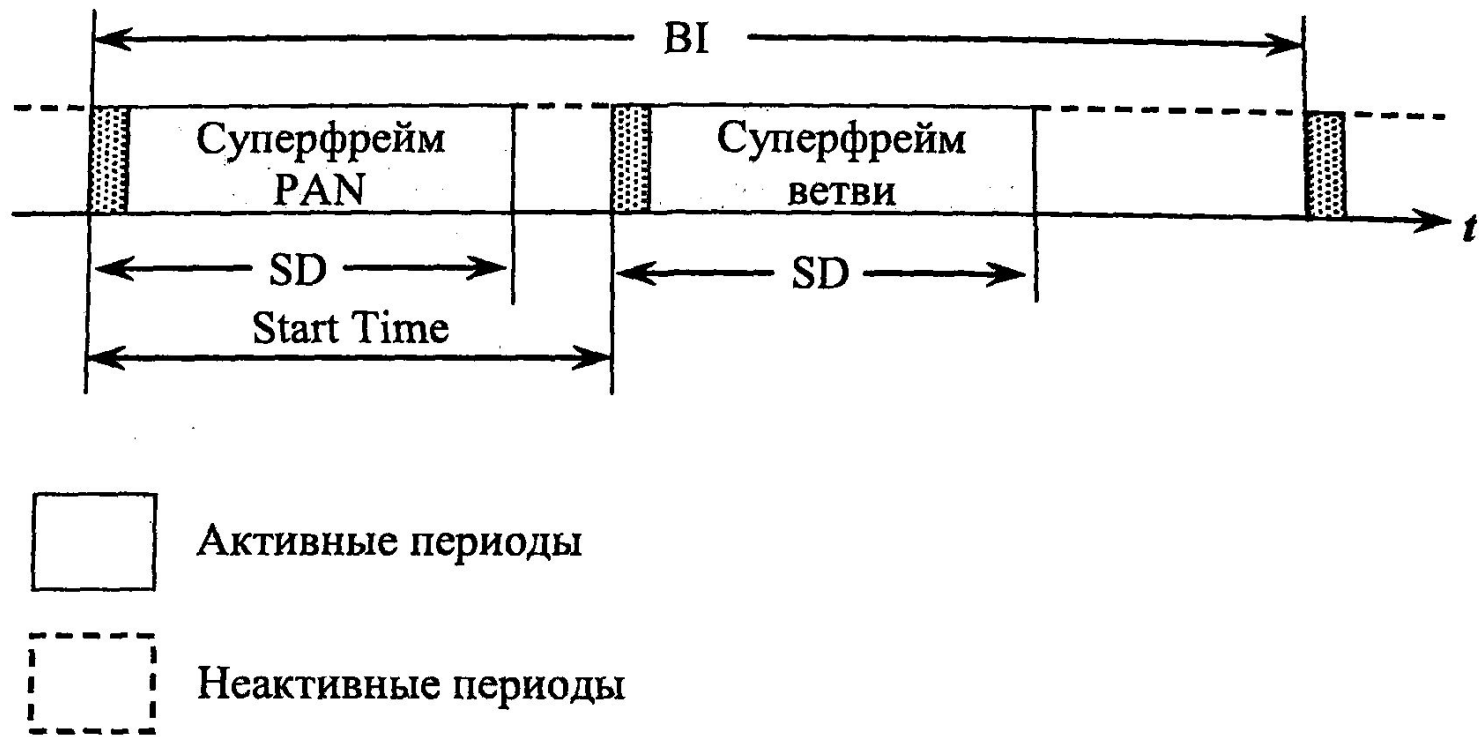 BI
Суперфрейм
PAN
Суперфрейм
ветви
t
SD
SD
Start Time
Активные периоды
Неактивные периоды